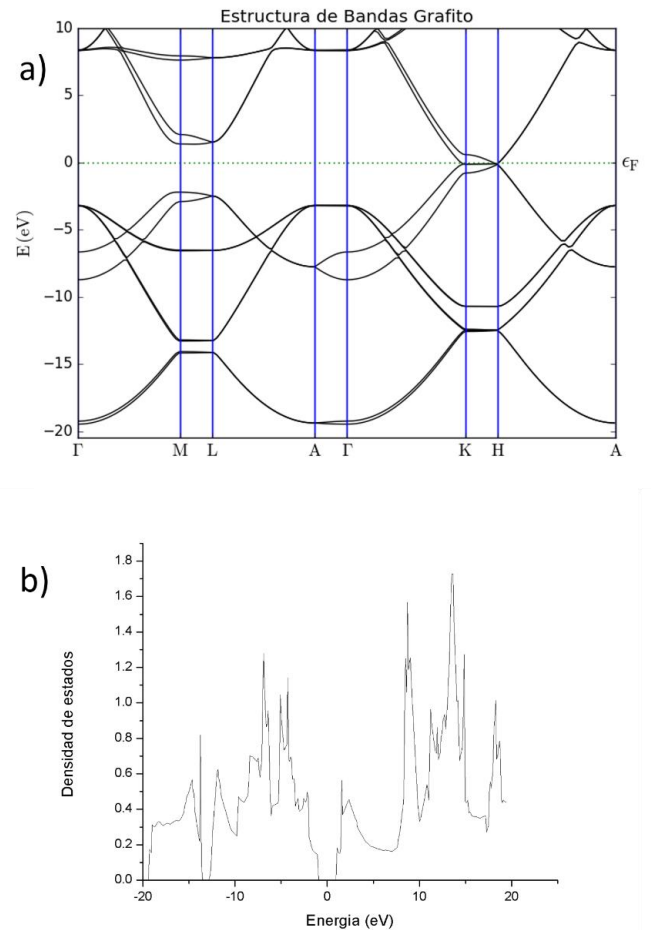 Estructura de Bandas Grafito
a)
10
5
0
−5
−10
−15
−20
E (eV)
ϵF
Γ M L A Γ K H A
b)
1.8
1.6
1.4
1.2
1.0
0.8
0.6
0.4
0.2
0.0
Densidad de estados
-20 -10 0 10 20
Energia (eV)